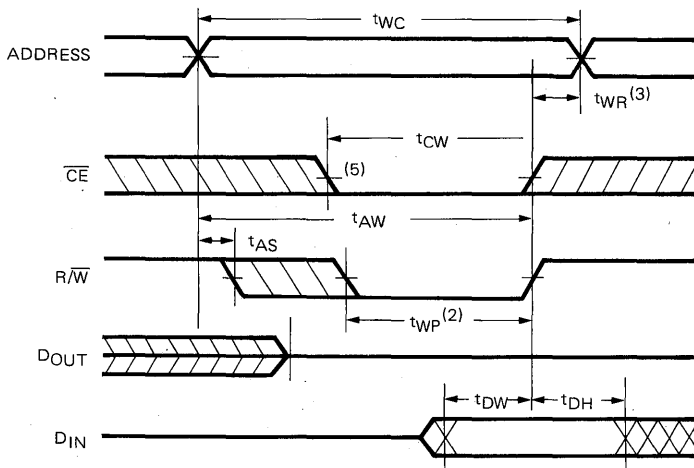 tWC
ADDRESS
tWR(3)
tCW
CE
(5)
tAW
tAS
R/W
tWP(2)
DOUT
tDW
tDH
DIN